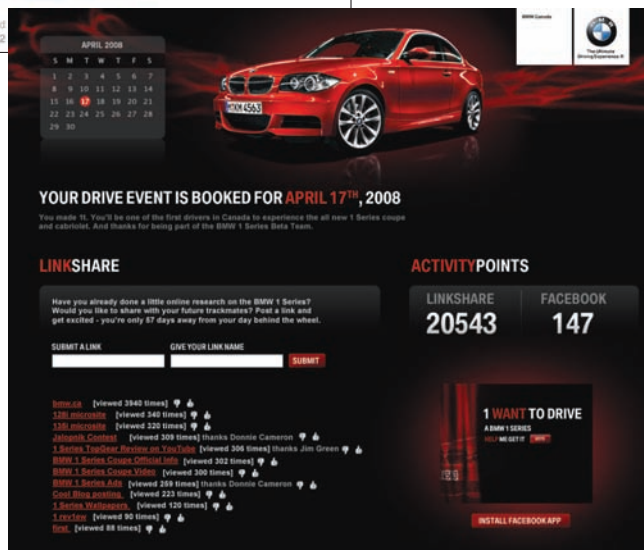 BMW Canada
The Ultimate
Driving Experience.®
APRIL 2008
S M T W T F S
1 2 3 4 5 6 7
8 9 10 11 12 13 14
15 16 17 18 19 20 21
22 23 24 25 26 27 28
29 30
YOUR DRIVE EVENT IS BOOKED FOR APRIL 17TH, 2008
You made it. You'll be one of the first drivers in Canada to experience the all new 1 Series coupe
and cabriolet. And thanks for being part of the BMW 1 Series Beta Team.
LINKSHARE
Have you already done a little online research on the BMW 1 Series?
Would you like to share with your future trackmates? Post a link and
get excited - you're only 57 days away from your day behind the wheel.
SUBMIT A LINK
GIVE YOUR LINK NAME
SUBMIT
bmw.ca [viewed 3940 times]
128i microsite [viewed 340 times]
135i microsite [viewed 320 times]
Jalopnik Contest [viewed 309 times] thanks Donnie Cameron
1 Series TopGear Review on YouTube [viewed 306 times] thanks Jim Green
BMW 1 Series Coupe Official Info [viewed 302 times]
BMW 1 Series Coupe Video [viewed 300 times]
BMW 1 Series Ads [viewed 259 times] thanks Donnie Cameron
Cool Blog posting [viewed 223 times]
1 Series Wallpapers [viewed 120 times]
1 rev1ew [viewed 90 times]
first [viewed 88 times]
ACTIVITYPOINTS
LINKSHARE
20543
FACEBOOK
147
1 WANT TO DRIVE
A BMW 1 SERIES
HELP ME GET IT
INSTALL FACEBOOK APP